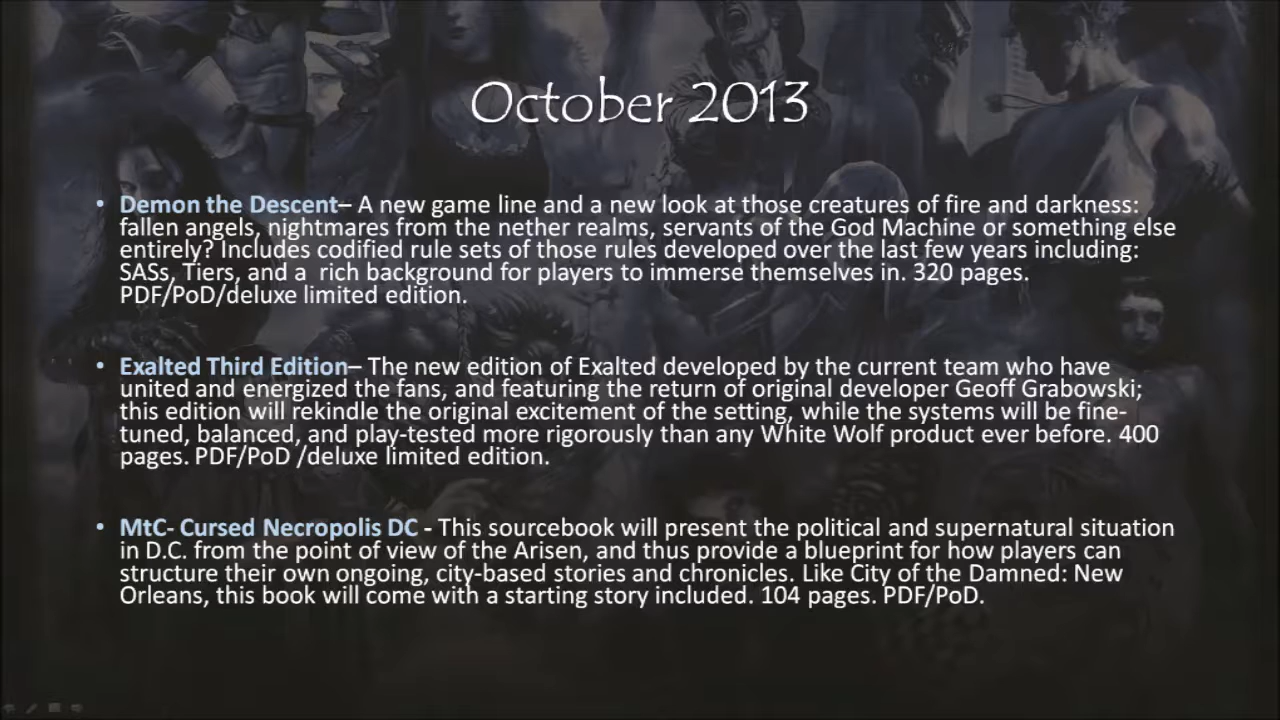 October 2013
• Demon the Descent– A new game line and a new look at those creatures of fire and darkness:
fallen angels, nightmares from the nether realms, servants of the God Machine or something else
entirely? Includes codified rule sets of those rules developed over the last few years including:
SASs, Tiers, and a  rich background for players to immerse themselves in. 320 pages.
PDF/PoD/deluxe limited edition.
• Exalted Third Edition– The new edition of Exalted developed by the current team who have
united and energized the fans, and featuring the return of original developer Geoff Grabowski;
this edition will rekindle the original excitement of the setting, while the systems will be fine-
tuned, balanced, and play-tested more rigorously than any White Wolf product ever before. 400
pages. PDF/PoD /deluxe limited edition.
• MtC- Cursed Necropolis DC - This sourcebook will present the political and supernatural situation
in D.C. from the point of view of the Arisen, and thus provide a blueprint for how players can
structure their own ongoing, city-based stories and chronicles. Like City of the Damned: New
Orleans, this book will come with a starting story included. 104 pages. PDF/PoD.